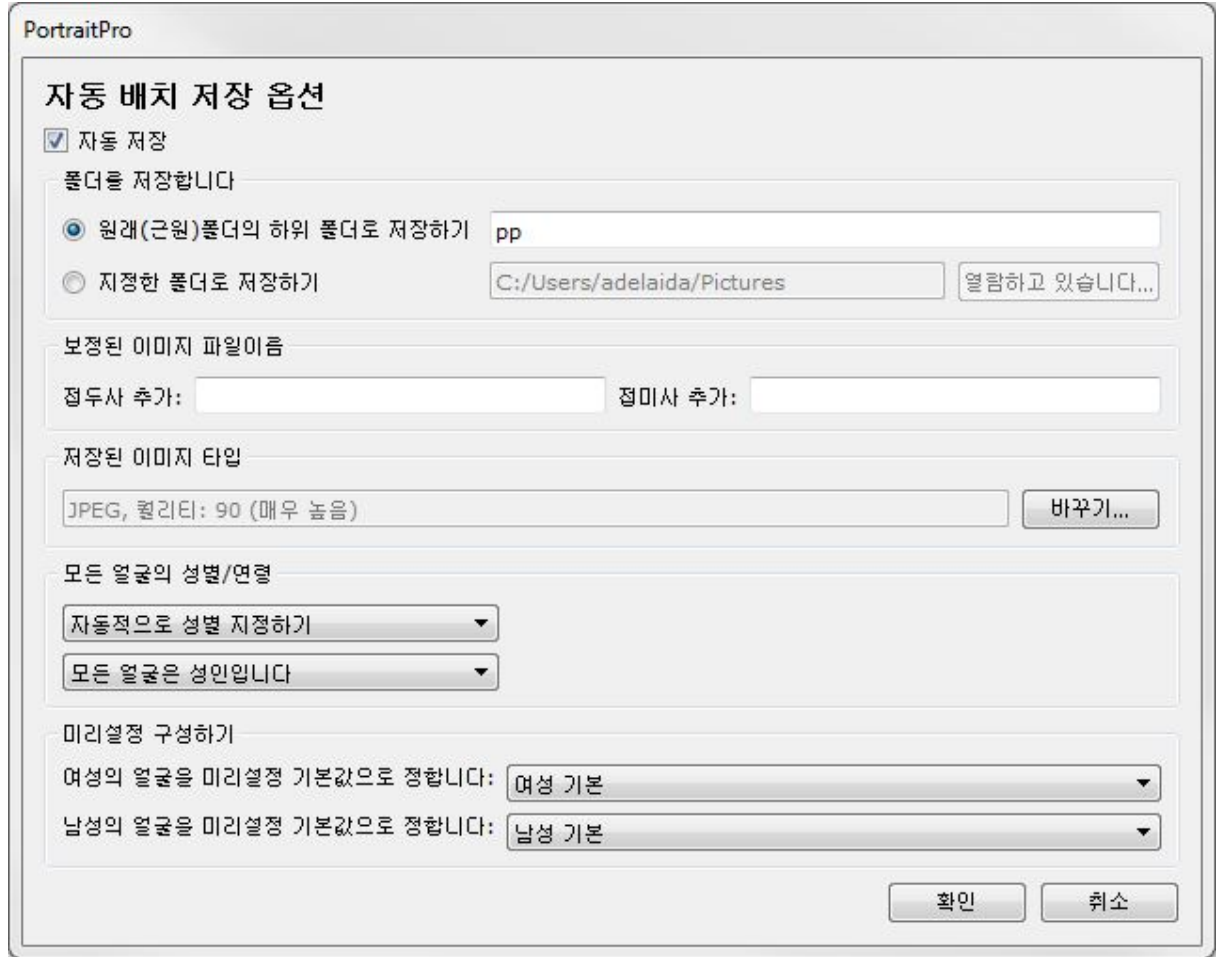 PortraitPro
자동 배치 저장 옵션
자동 저장
폴더를 저장합니다
원래(근원)폴더의 하위 폴더로 저장하기 pp
지정한 폴더로 저장하기 C:/Users/adelaida/Pictures 열람하고 있습니다...
보정된 이미지 파일이름
접두사 추가: 접미사 추가:
저장된 이미지 타입
JPEG, 퀄리티: 90 (매우 높음) 바꾸기...
모든 얼굴의 성별/연령
자동적으로 성별 지정하기
모든 얼굴은 성인입니다
미리설정 구성하기
여성의 얼굴을 미리설정 기본값으로 정합니다: 여성 기본
남성의 얼굴을 미리설정 기본값으로 정합니다: 남성 기본
확인 취소